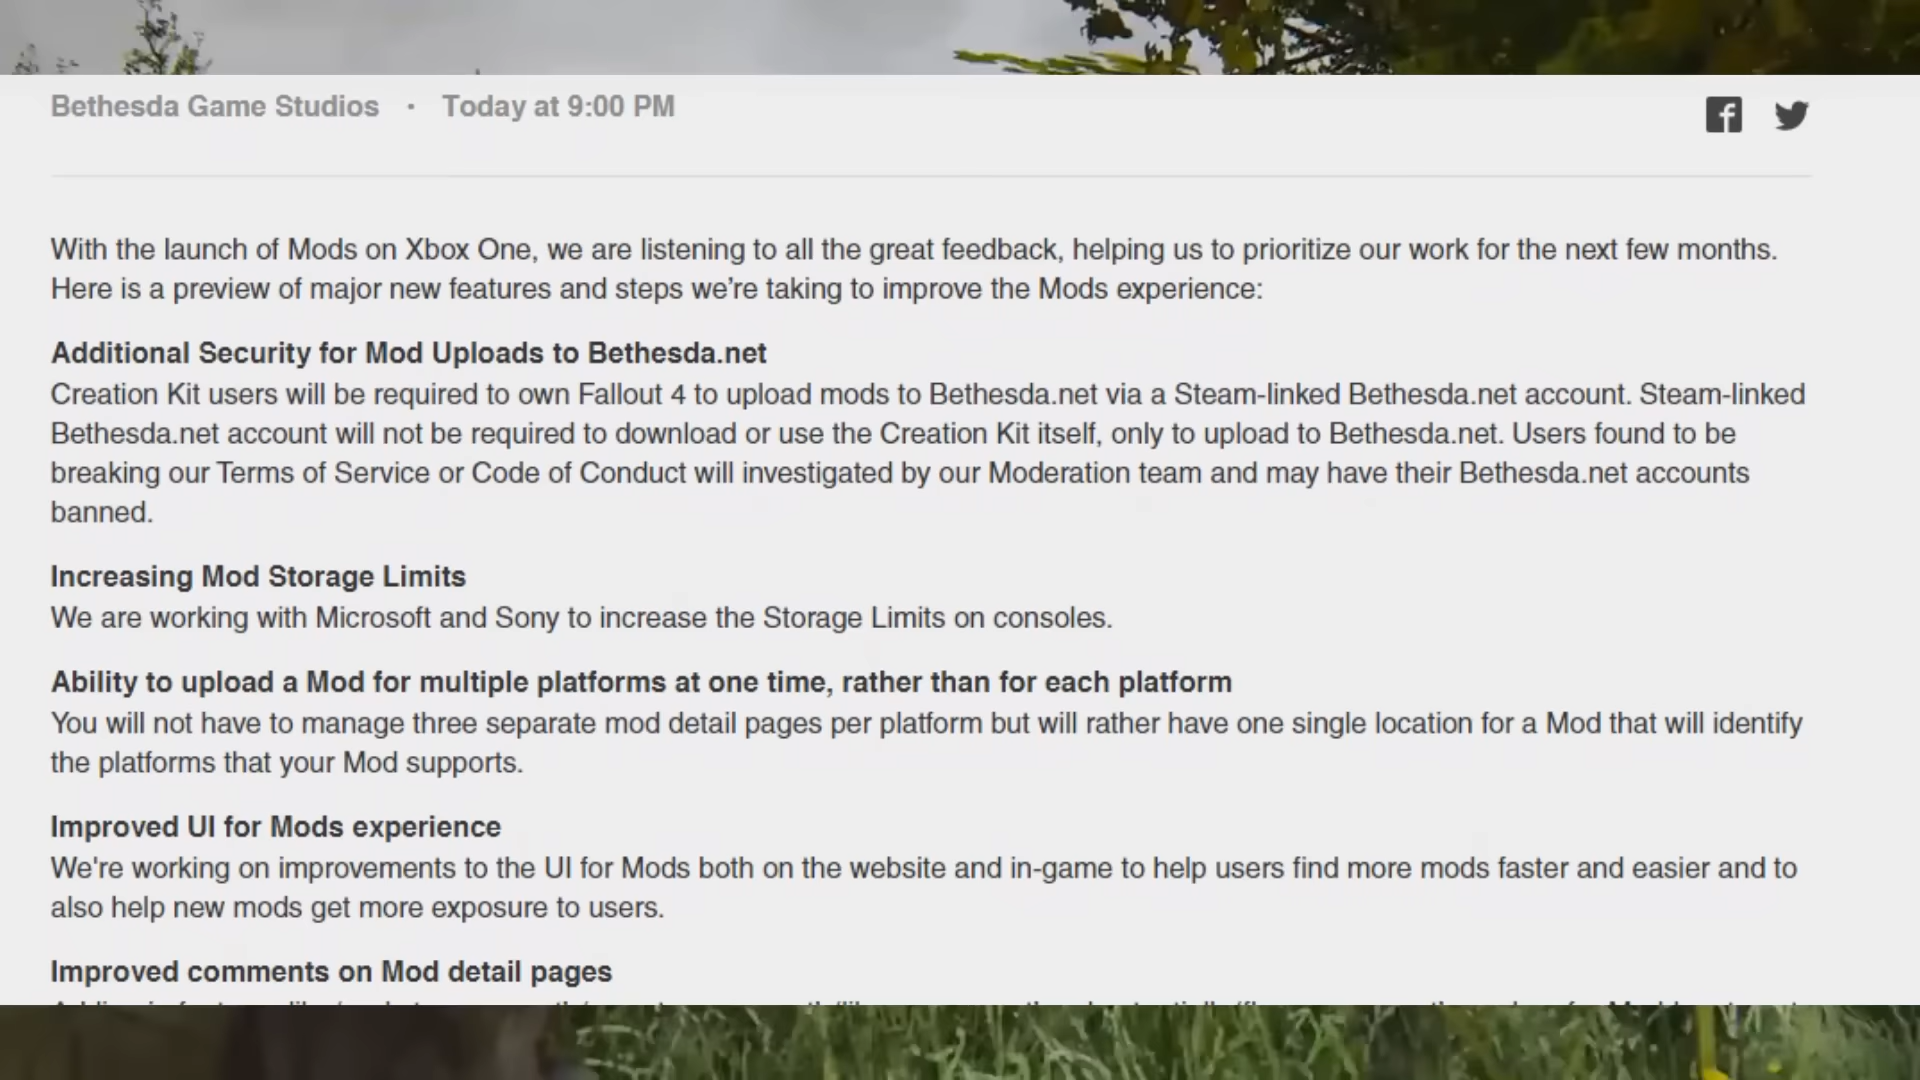 Bethesda Game Studios · Today at 9:00 PM
With the launch of Mods on Xbox One, we are listening to all the great feedback, helping us to prioritize our work for the next few months.
Here is a preview of major new features and steps we're taking to improve the Mods experience:
Additional Security for Mod Uploads to Bethesda.net
Creation Kit users will be required to own Fallout 4 to upload mods to Bethesda.net via a Steam-linked Bethesda.net account. Steam-linked
Bethesda.net account will not be required to download or use the Creation Kit itself, only to upload to Bethesda.net. Users found to be
breaking our Terms of Service or Code of Conduct will investigated by our Moderation team and may have their Bethesda.net accounts
banned.
Increasing Mod Storage Limits
We are working with Microsoft and Sony to increase the Storage Limits on consoles.
Ability to upload a Mod for multiple platforms at one time, rather than for each platform
You will not have to manage three separate mod detail pages per platform but will rather have one single location for a Mod that will identify
the platforms that your Mod supports.
Improved UI for Mods experience
We're working on improvements to the UI for Mods both on the website and in-game to help users find more mods faster and easier and to
also help new mods get more exposure to users.
Improved comments on Mod detail pages